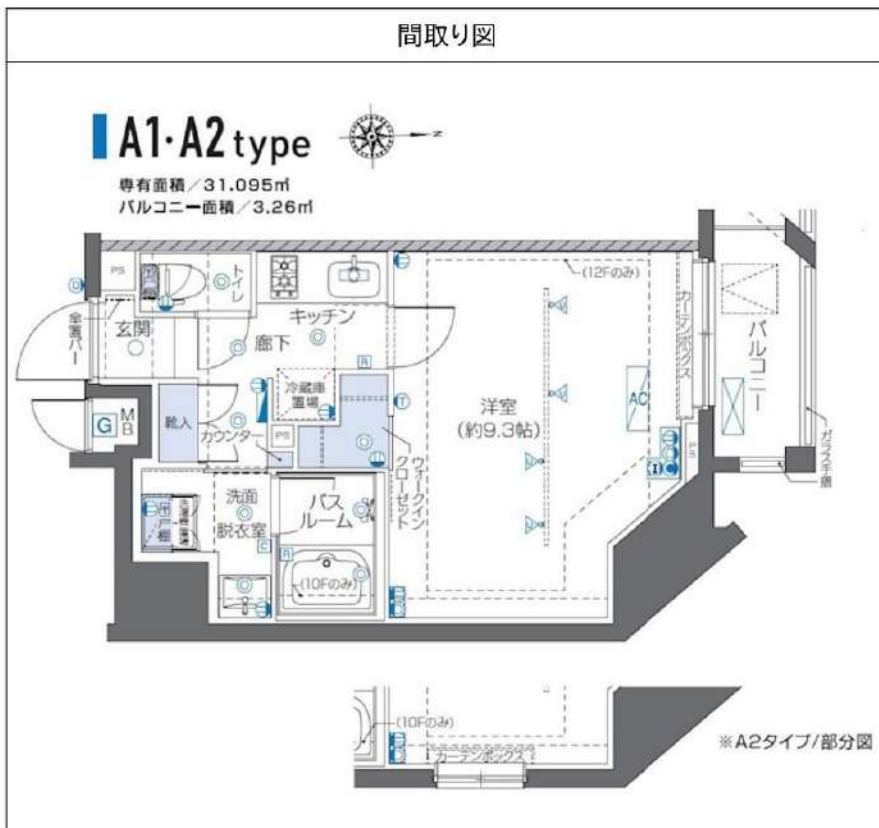 間取り図
A1・A2 type
N
専有面積／31.095㎡
バルコニー面積／3.26㎡
PS
トイレ
(12Fのみ)
D
傘置バー
玄関
キッチン
廊下
カーテンボックス
バルコニー
R
冷蔵庫
置場
T
洋室
(約9.3帖)
AC
G
MB
靴入
カウンター
PS
ウォークイン
クローゼット
PS
ガラス手摺
洗面
脱衣室
バス
ルーム
吊戸棚
C
R
(10Fのみ)
(10Fのみ)
カーテンボックス
※A2タイプ/部分図